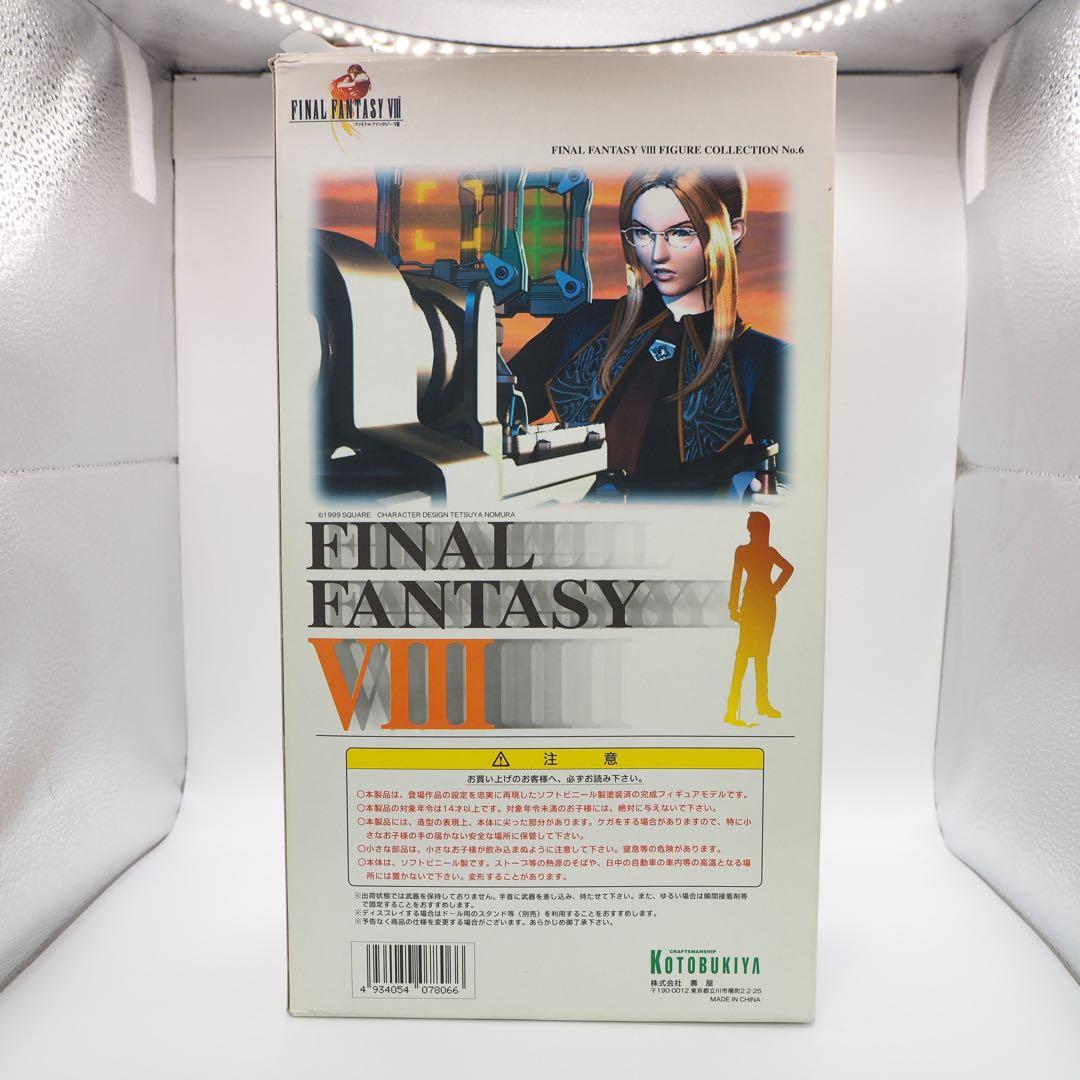 FINAL FANTASY VIII
ファイナルファンタジーVIII
FINAL FANTASY VIII FIGURE COLLECTION No.6
©1999 SQUARE CHARACTER DESIGN TETSUYA NOMURA
FINAL
FANTASY
VIII
注意
お買い上げのお客様へ、必ずお読み下さい。
○本製品は、登場作品の設定を忠実に再現したソフトビニール製塗装済の完成フィギュアモデルです。
○本製品の対象年令は14才以上です。対象年令未満のお子様には、絶対に与えないで下さい。
○本製品には、造型の表現上、本体に尖った部分があります。ケガをする場合がありますので、特に小
さなお子様の手の届かない安全な場所に保管して下さい。
○小さな部品は、小さなお子様が飲み込まぬように注意して下さい。窒息等の危険があります。
○本体は、ソフトビニール製です。ストーブ等の熱源のそばや、日中の自動車の車内等の高温となる場
所には置かないで下さい。変形することがあります。
※出荷状態では武器を保持しておりません。手首に武器を差し込み、持たせて下さい。また、ゆるい場合は瞬間接着剤等
で固定することをおすすめします。
※ディスプレイする場合はドール用のスタンド等（別売）を利用することをおすすめします。
※予告なく商品の仕様を変更する場合がございます。あらかじめ御了承下さい。
4 934054 078066
CRAFTSMANSHIP
KOTOBUKIYA
株式会社 壽屋
〒190-0012 東京都立川市曙町2-2-25
MADE IN CHINA